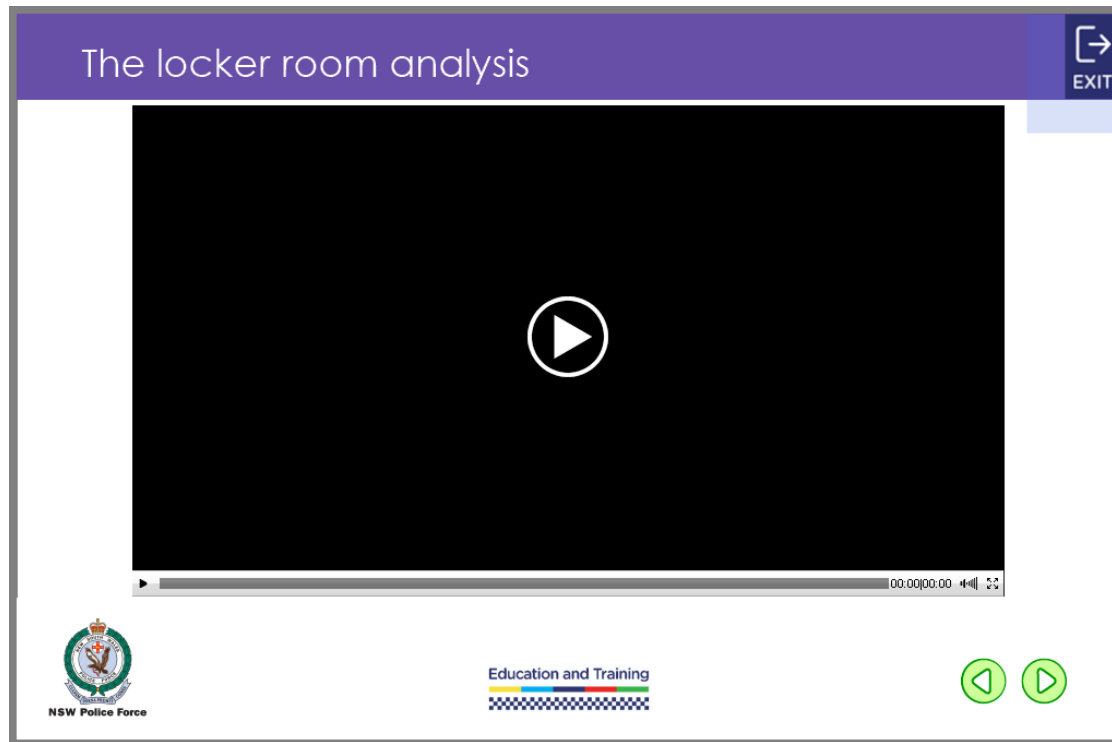 The locker room analysis
EXIT
00:00|00:00
NSW Police Force
Education and Training